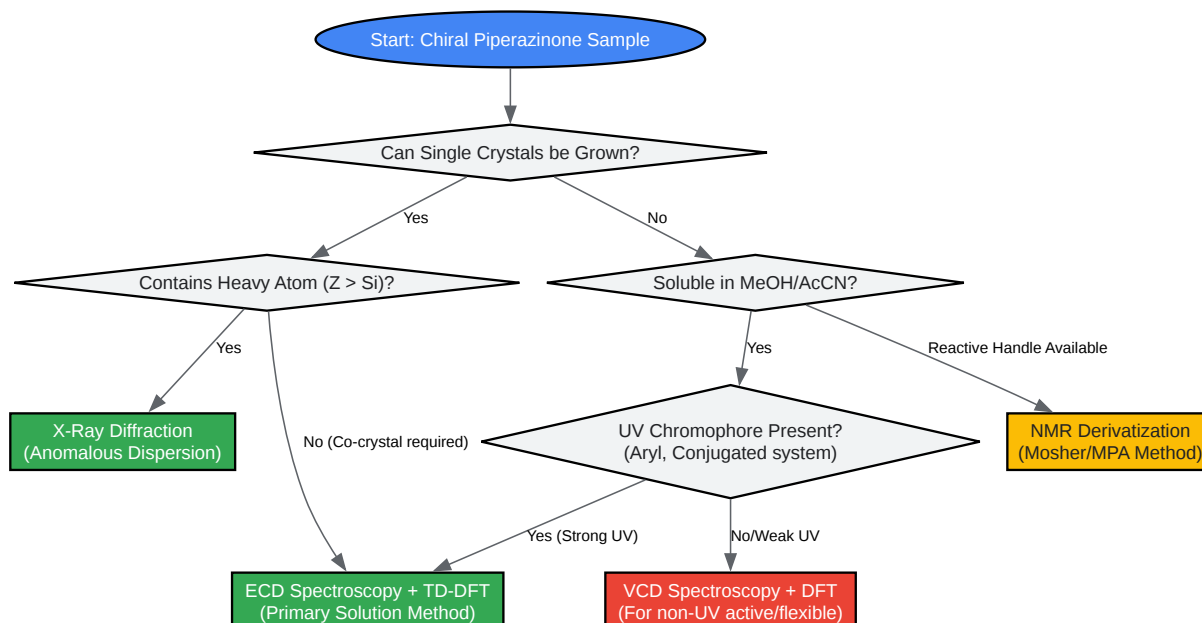 Start: Chiral Piperazinone Sample
Can Single Crystals be Grown?
Yes
No
Contains Heavy Atom (Z > Si)?
Soluble in MeOH/AcCN?
Yes
Yes
Reactive Handle Available
X-Ray Diffraction
(Anomalous Dispersion)
No (Co-crystal required)
UV Chromophore Present?
(Aryl, Conjugated system)
NMR Derivatization
(Mosher/MPA Method)
Yes (Strong UV)
No/Weak UV
ECD Spectroscopy + TD-DFT
(Primary Solution Method)
VCD Spectroscopy + DFT
(For non-UV active/flexible)